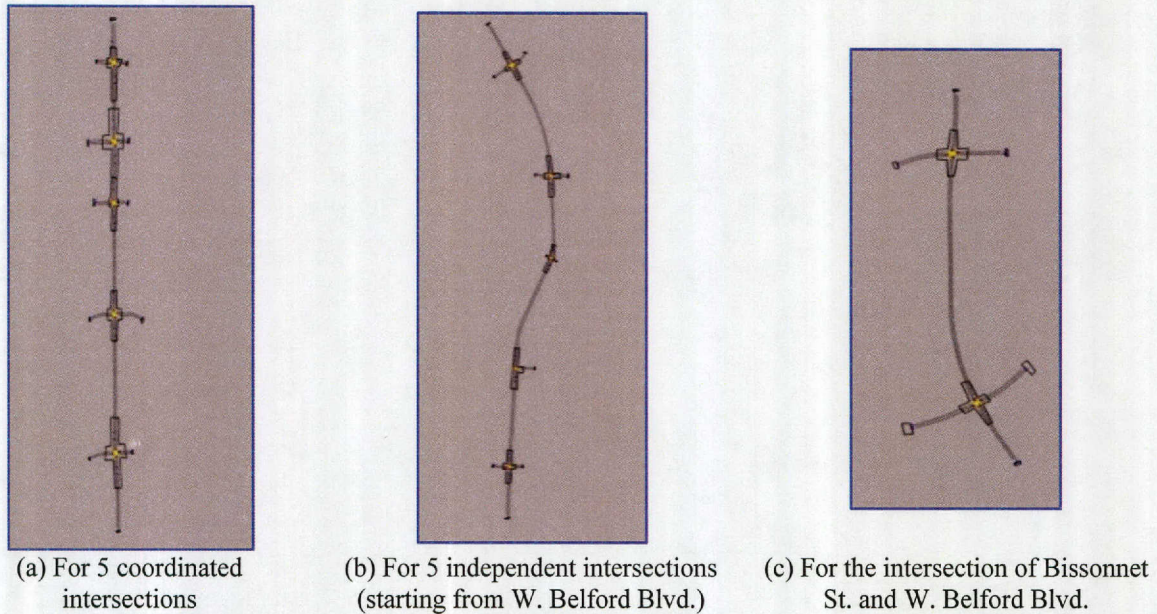 (a) For 5 coordinated
intersections
(b) For 5 independent intersections
(starting from W. Belford Blvd.)
(c) For the intersection of Bissonnet
St. and W. Belford Blvd.